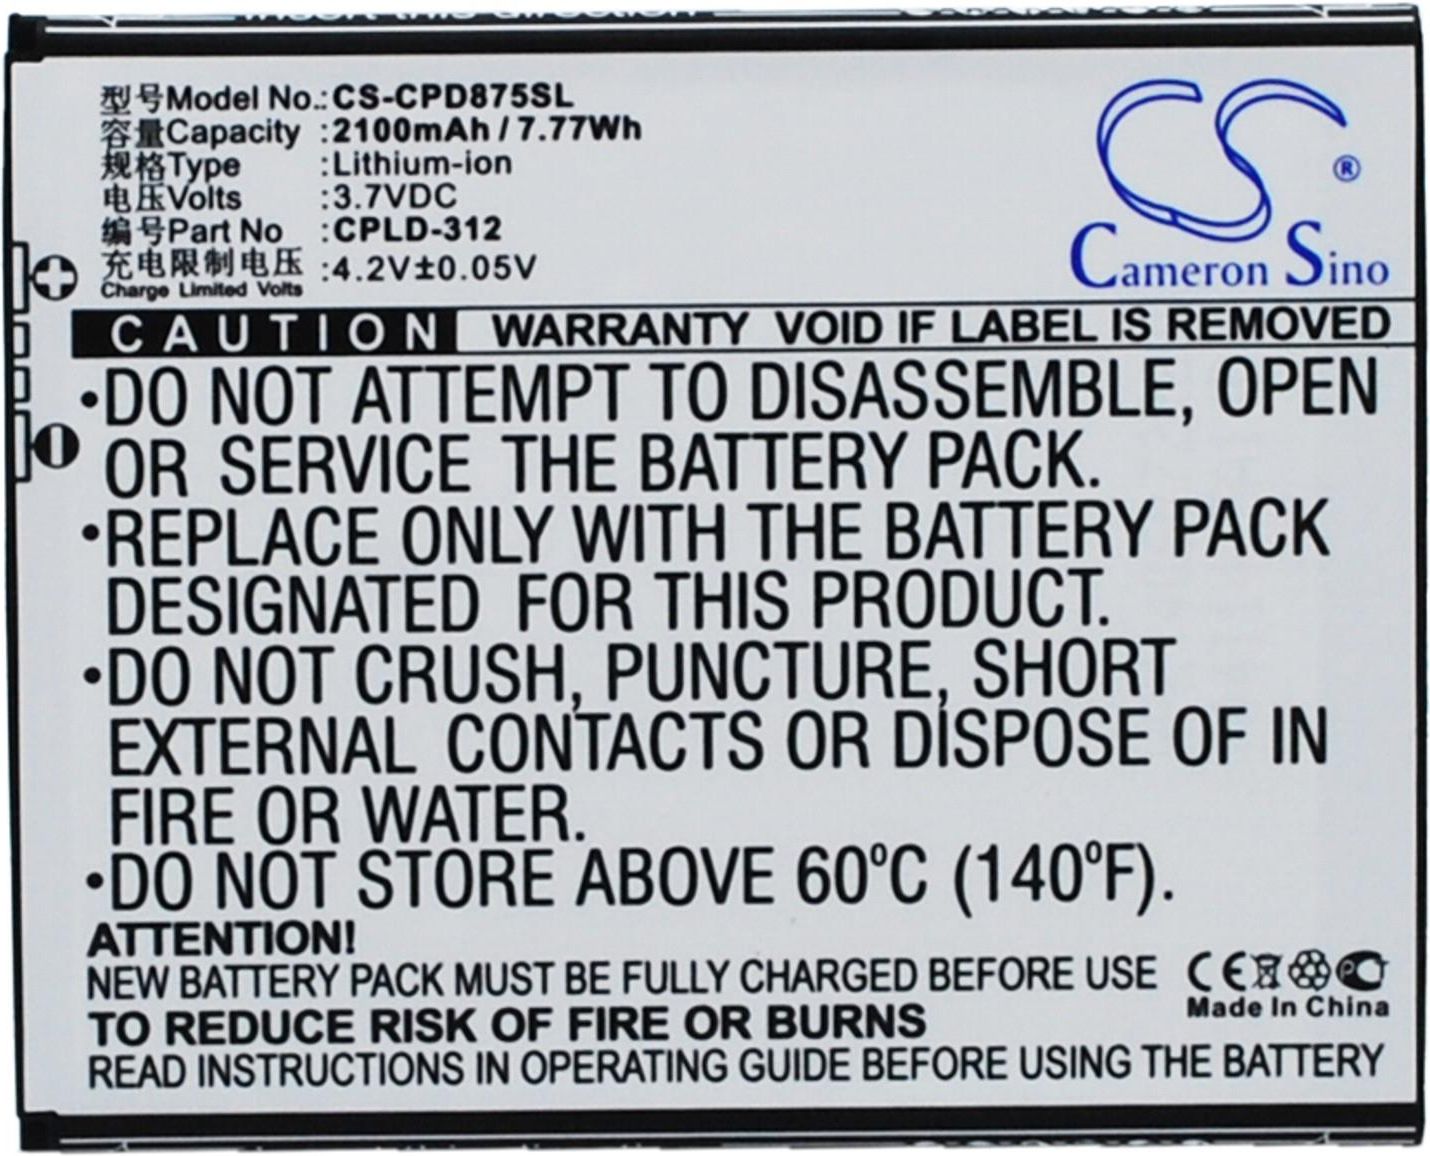 Insert this direction
型号Model No.:CS-CPD875SL
容量Capacity :2100mAh / 7.77Wh
规格Type :Lithium-ion
电压Volts :3.7VDC
编号Part No :CPLD-312
充电限制电压 :4.2V±0.05V
Charge Limited Volts
CS®
Cameron Sino
CAUTION WARRANTY VOID IF LABEL IS REMOVED
•DO NOT ATTEMPT TO DISASSEMBLE, OPEN
OR SERVICE THE BATTERY PACK.
•REPLACE ONLY WITH THE BATTERY PACK
DESIGNATED FOR THIS PRODUCT.
•DO NOT CRUSH, PUNCTURE, SHORT
EXTERNAL CONTACTS OR DISPOSE OF IN
FIRE OR WATER.
•DO NOT STORE ABOVE 60ºC (140ºF).
ATTENTION!
NEW BATTERY PACK MUST BE FULLY CHARGED BEFORE USE
CE
Made In China
TO REDUCE RISK OF FIRE OR BURNS
READ INSTRUCTIONS IN OPERATING GUIDE BEFORE USING THE BATTERY